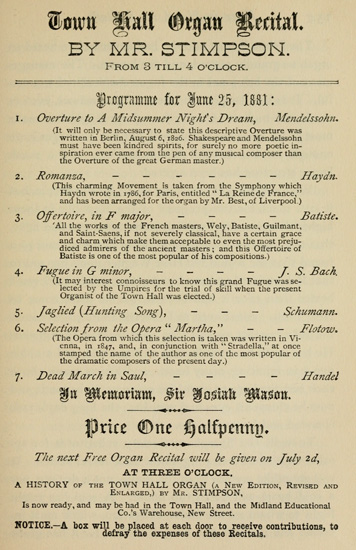 Town Hall Organ Recital.
BY MR. STIMPSON.
FROM 3 TILL 4 O'CLOCK.
Programme for June 25, 1881:
1. Overture to A Midsummer Night's Dream, Mendelssohn.
(It will only be necessary to state this descriptive Overture was
written in Berlin, August 6, 1826. Shakespeare and Mendelssohn
must have been kindred spirits, for surely no more poetic in-
spiration ever came from the pen of any musical composer than
the Overture of the great German master.)
2. Romanza, – – – – – Haydn.
(This charming Movement is taken from the Symphony which
Haydn wrote in 1786, for Paris, entitled "La Reine de France,"
and has been arranged for the organ by Mr. Best, of Liverpool.)
3. Offertoire, in F major, – – – Batiste.
(All the works of the French masters, Wely, Batiste, Guilmant,
and Saint-Saens, if not severely classical, have a certain grace
and charm which make them acceptable to even the most preju-
diced admirers of the ancient masters; and this Offertoire of
Batiste is one of the most popular of his compositions.)
4. Fugue in G minor, – – – J. S. Bach.
(It may interest connoisseurs to know this grand Fugue was se-
lected by the Umpires for the trial of skill when the present
Organist of the Town Hall was elected.)
5. Jaglied (Hunting Song), – – – Schumann.
6. Selection from the Opera "Martha," – – Flotow.
(The Opera from which this selection is taken was written in Vi-
enna, in 1847, and, in conjunction with "Stradella," at once
stamped the name of the author as one of the most popular of
the dramatic composers of the present day.)
7. Dead March in Saul, – – – – Handel
In Memoriam, Sir Josiah Mason.
Price One Halfpenny.
The next Free Organ Recital will be given on July 2d,
AT THREE O'CLOCK.
A HISTORY OF THE TOWN HALL ORGAN (A NEW EDITION, REVISED AND
ENLARGED,) BY MR. STIMPSON,
Is now ready, and may be had in the Town Hall, and the Midland Educational
Co.'s Warehouse, New Street.
NOTICE.—A box will be placed at each door to receive contributions, to
defray the expenses of these Recitals.